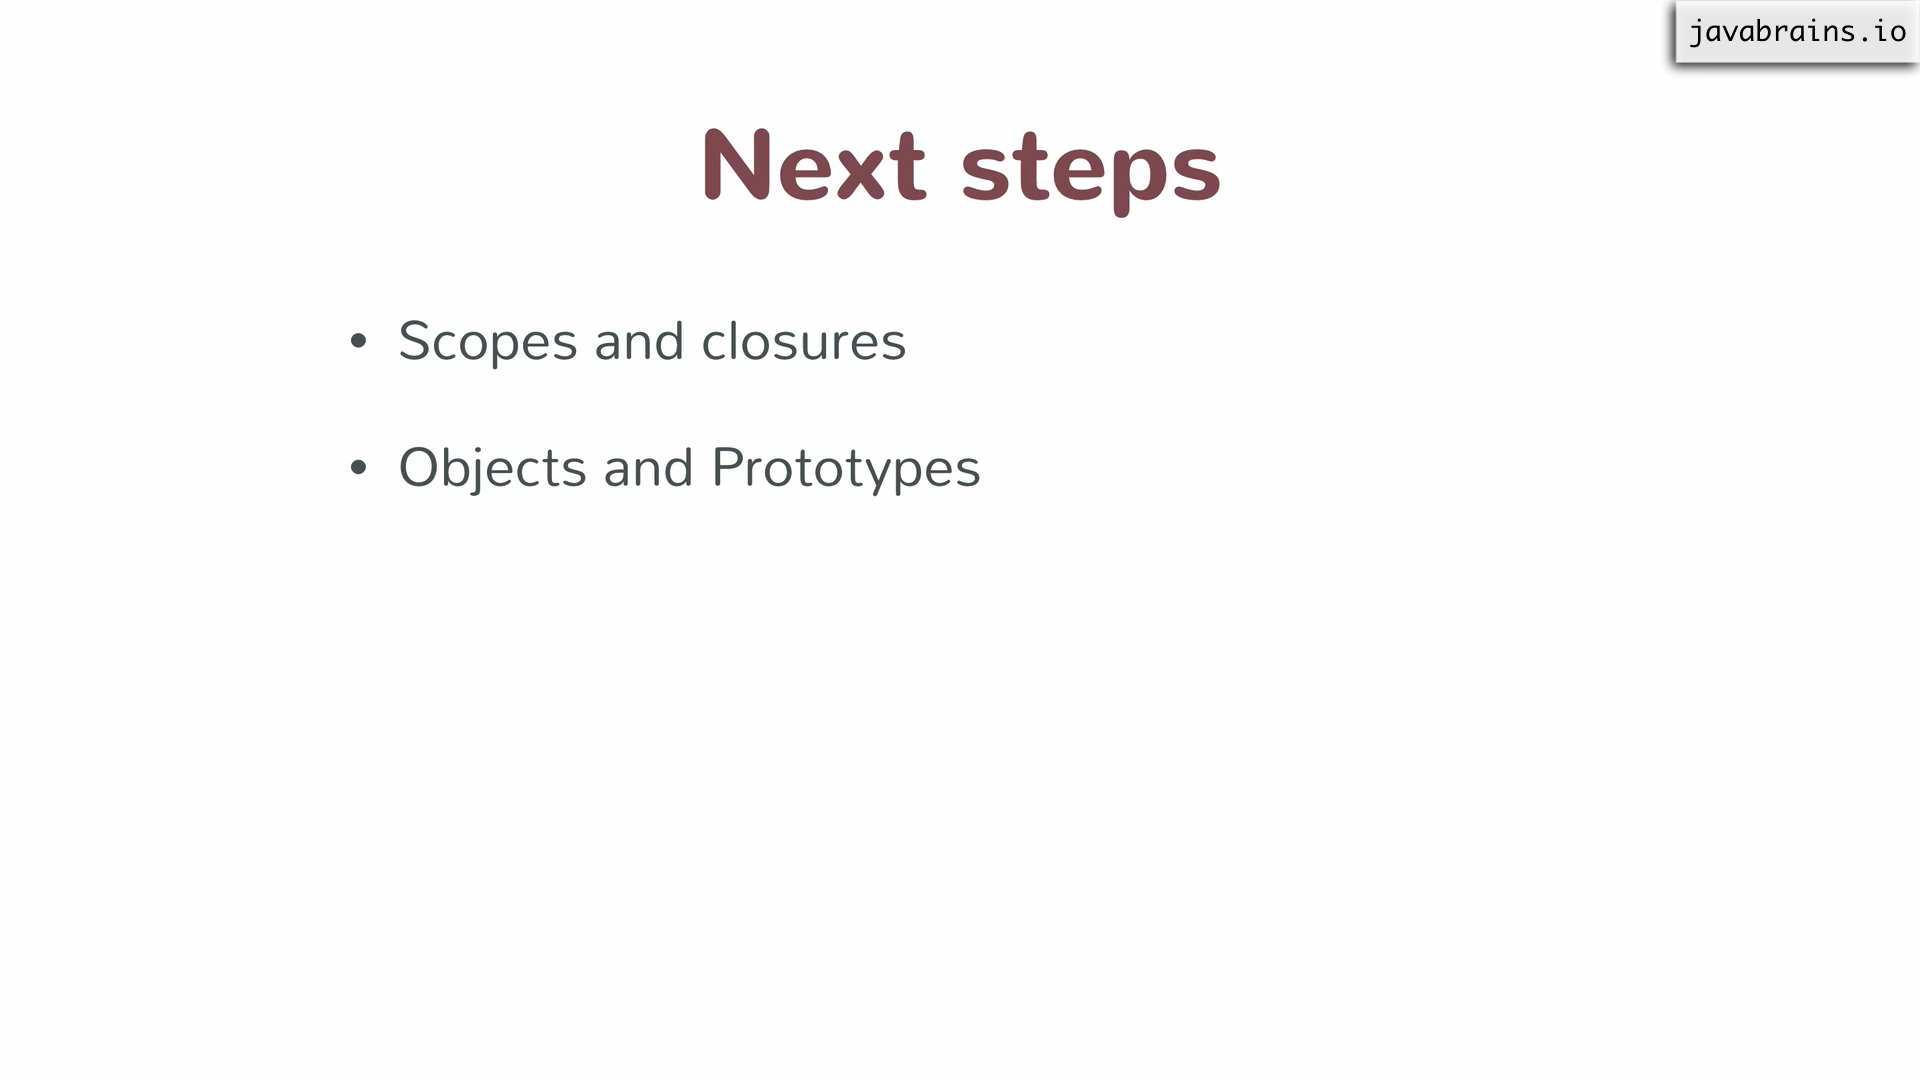 javabrains.io
Next steps
• Scopes and closures
• Objects and Prototypes